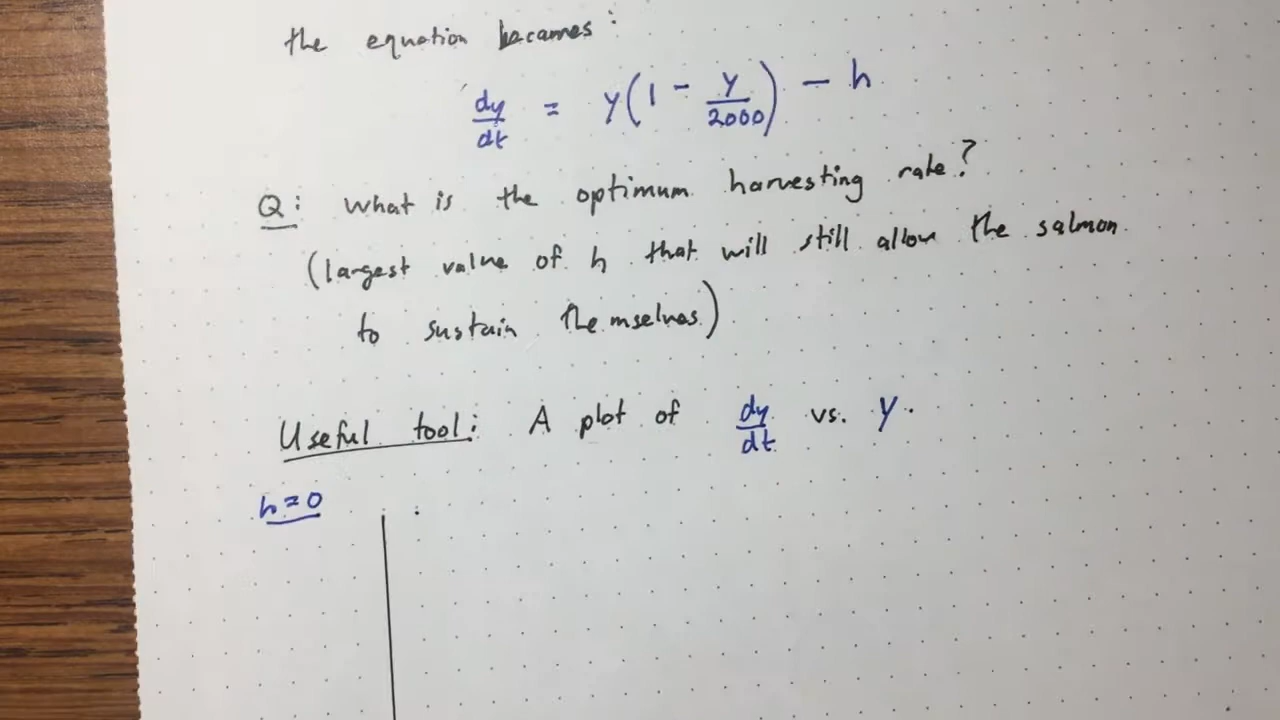 the equation becomes:
dy/dt = y(1 - y/2000) - h
Q: What is the optimum harvesting rate?
(largest value of h that will still allow the salmon
to sustain themselves)
Useful tool: A plot of dy/dt vs. y.
h=0